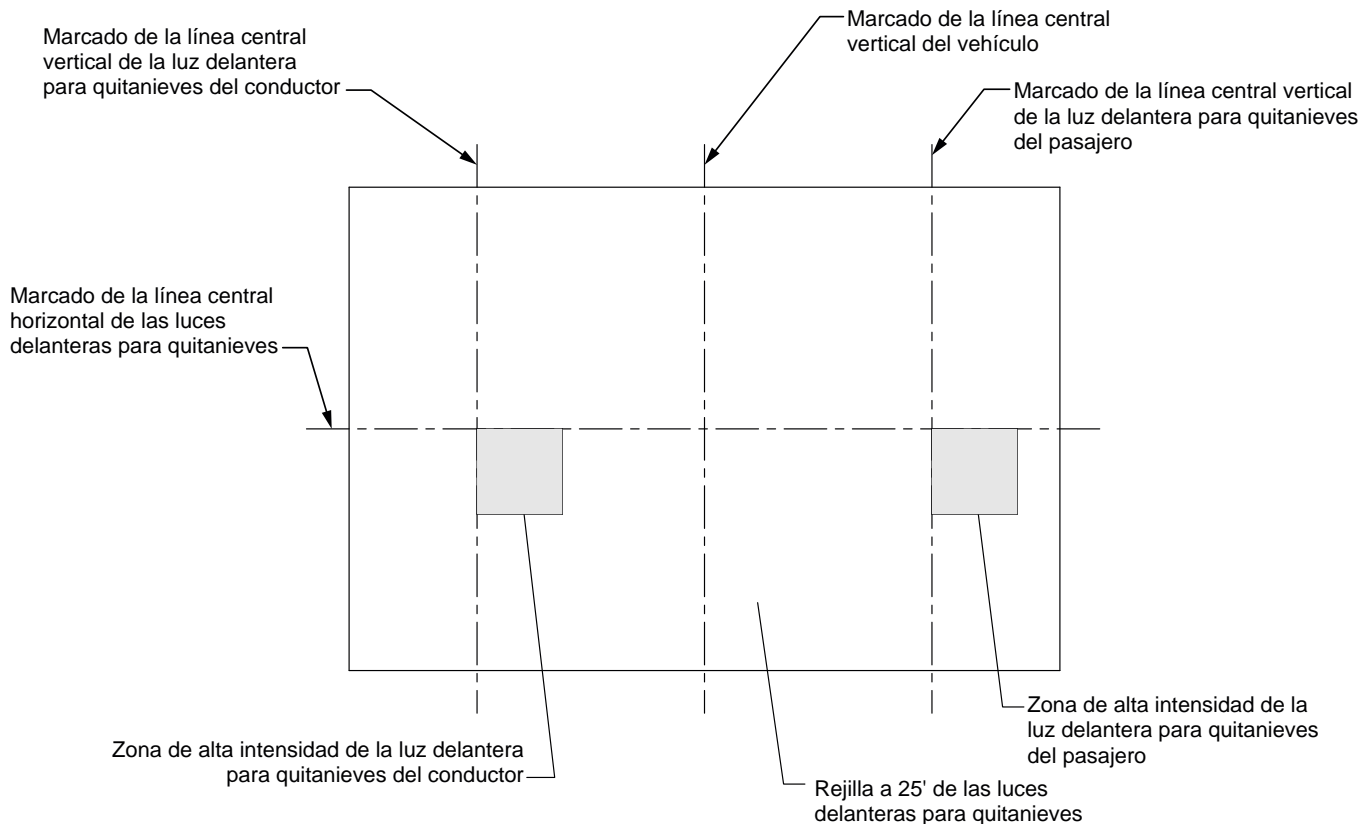 Marcado de la línea central
vertical de la luz delantera
para quitanieves del conductor
Marcado de la línea central
vertical del vehículo
Marcado de la línea central vertical
de la luz delantera para quitanieves
del pasajero
Marcado de la línea central
horizontal de las luces
delanteras para quitanieves
Zona de alta intensidad de la luz delantera
para quitanieves del conductor
Rejilla a 25' de las luces
delanteras para quitanieves
Zona de alta intensidad de la
luz delantera para quitanieves
del pasajero